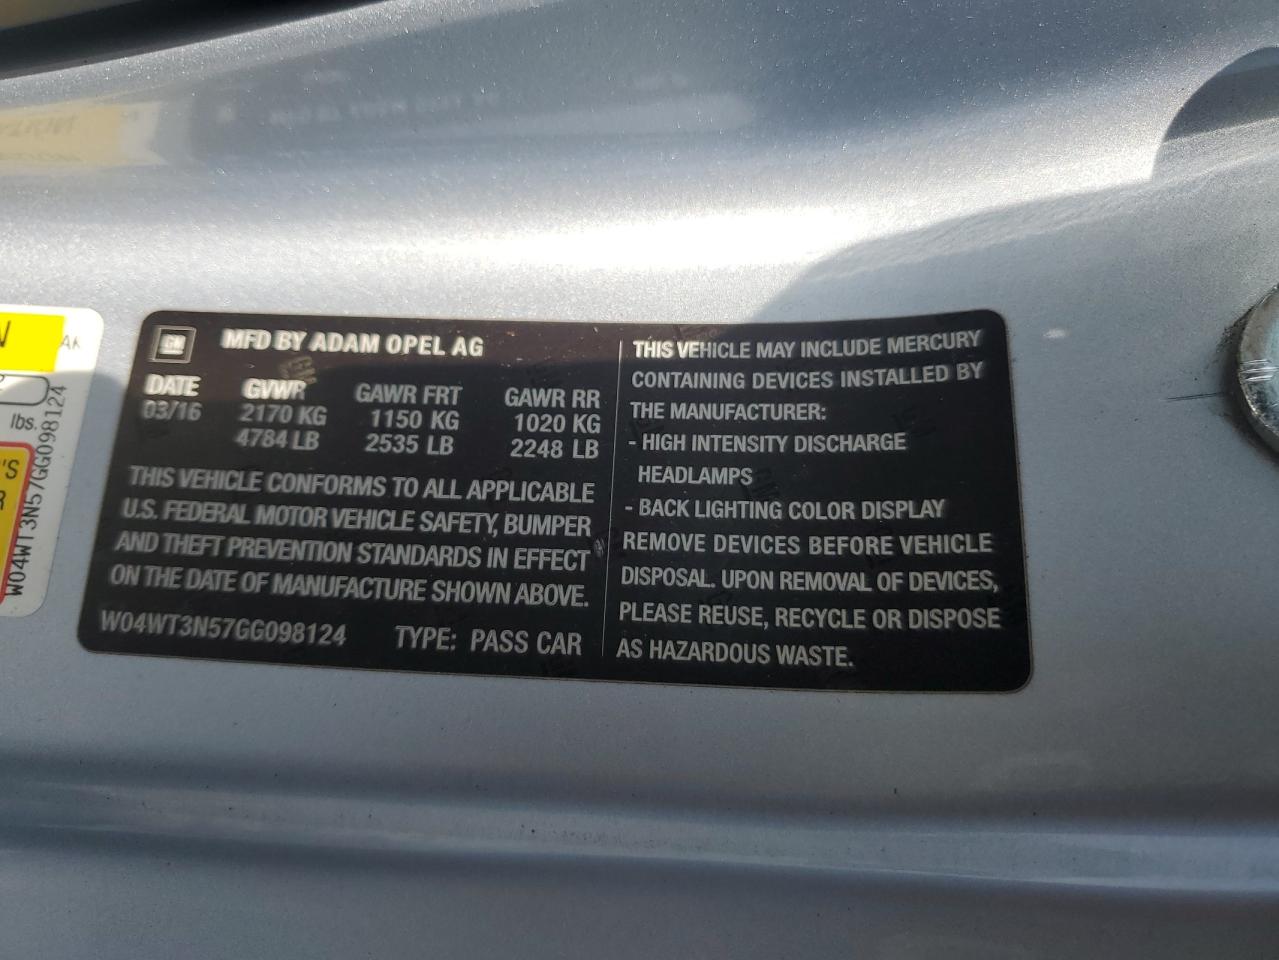 GM MFD BY ADAM OPEL AG
DATE GVWR GAWR FRT GAWR RR
03/16 2170 KG 1150 KG 1020 KG
4784 LB 2535 LB 2248 LB
THIS VEHICLE CONFORMS TO ALL APPLICABLE
U.S. FEDERAL MOTOR VEHICLE SAFETY, BUMPER
AND THEFT PREVENTION STANDARDS IN EFFECT
ON THE DATE OF MANUFACTURE SHOWN ABOVE.
W04WT3N57GG098124 TYPE: PASS CAR
THIS VEHICLE MAY INCLUDE MERCURY
CONTAINING DEVICES INSTALLED BY
THE MANUFACTURER:
- HIGH INTENSITY DISCHARGE
HEADLAMPS
- BACK LIGHTING COLOR DISPLAY
REMOVE DEVICES BEFORE VEHICLE
DISPOSAL. UPON REMOVAL OF DEVICES,
PLEASE REUSE, RECYCLE OR DISPOSE
AS HAZARDOUS WASTE.
lbs.
W04WT3N57GG098124